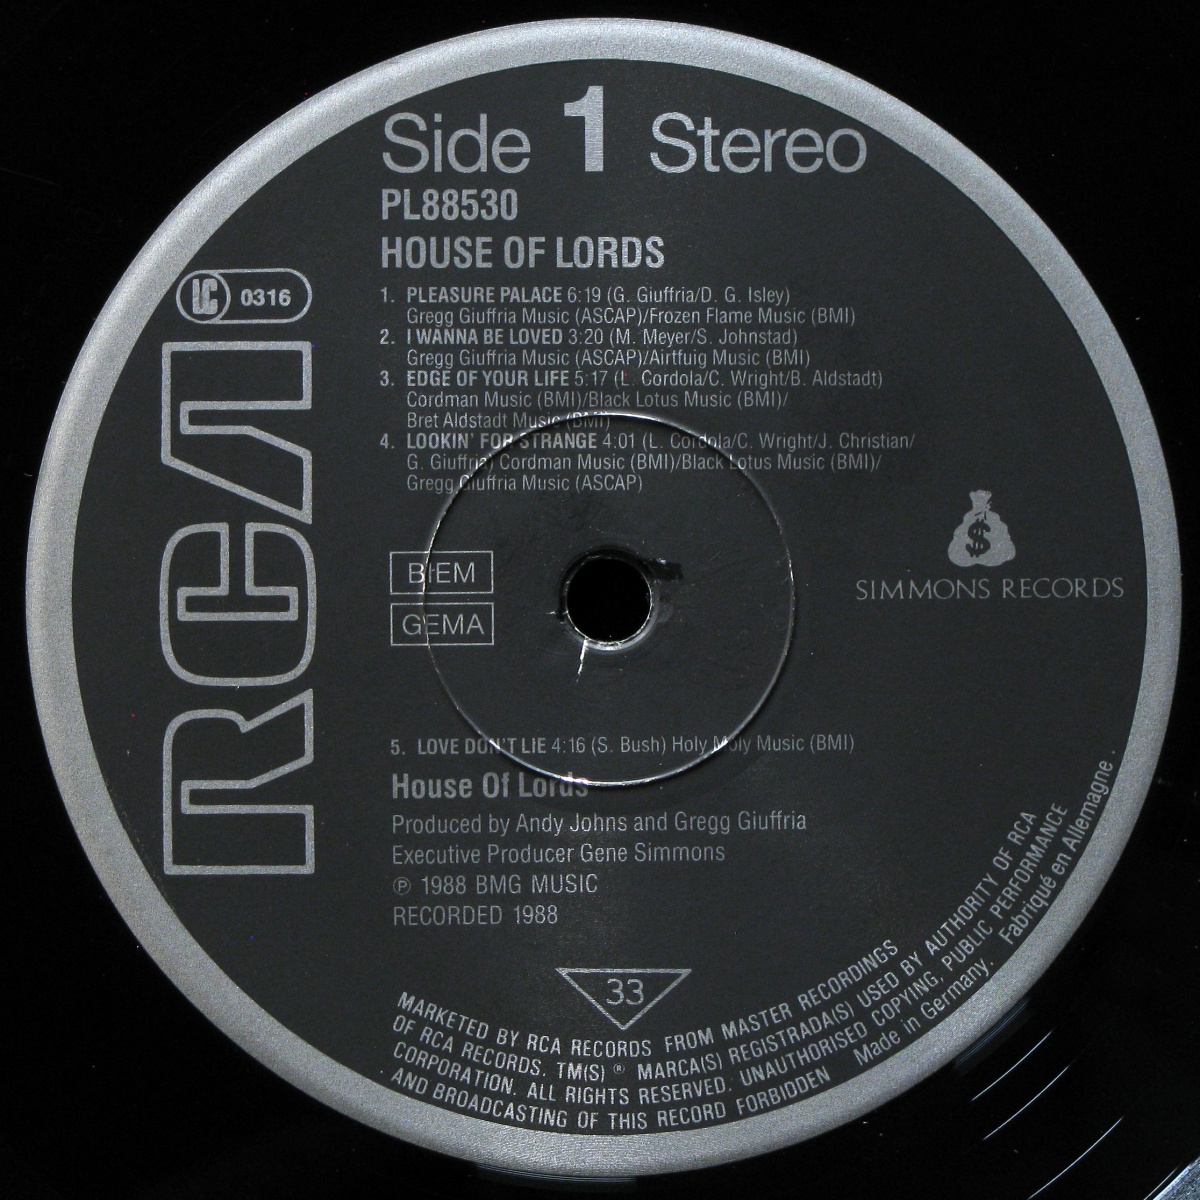 Side 1 Stereo
PL88530
HOUSE OF LORDS
LC 0316
RCA
1. PLEASURE PALACE 6:19 (G. Giuffria/D. G. Isley)
Gregg Giuffria Music (ASCAP)/Frozen Flame Music (BMI)
2. I WANNA BE LOVED 3:20 (M. Meyer/S. Johnstad)
Gregg Giuffria Music (ASCAP)/Airtfuig Music (BMI)
3. EDGE OF YOUR LIFE 5:17 (L. Cordola/C. Wright/B. Aldstadt)
Cordman Music (BMI)/Black Lotus Music (BMI)/
Bret Aldstadt Music (BMI)
4. LOOKIN' FOR STRANGE 4:01 (L. Cordola/C. Wright/J. Christian/
G. Giuffria) Cordman Music (BMI)/Black Lotus Music (BMI)/
Gregg Giuffria Music (ASCAP)
BIEM
GEMA
$
SIMMONS RECORDS
5. LOVE DON'T LIE 4:16 (S. Bush) Holy Moly Music (BMI)
House Of Lords
Produced by Andy Johns and Gregg Giuffria
Executive Producer Gene Simmons
℗ 1988 BMG MUSIC
RECORDED 1988
33
MARKETED BY RCA RECORDS FROM MASTER RECORDINGS
OF RCA RECORDS. TM(S) ® MARCA(S) REGISTRADA(S) USED BY AUTHORITY OF RCA
CORPORATION. ALL RIGHTS RESERVED. UNAUTHORISED COPYING, PUBLIC PERFORMANCE
AND BROADCASTING OF THIS RECORD FORBIDDEN Made in Germany. Fabriqué en Allemagne.